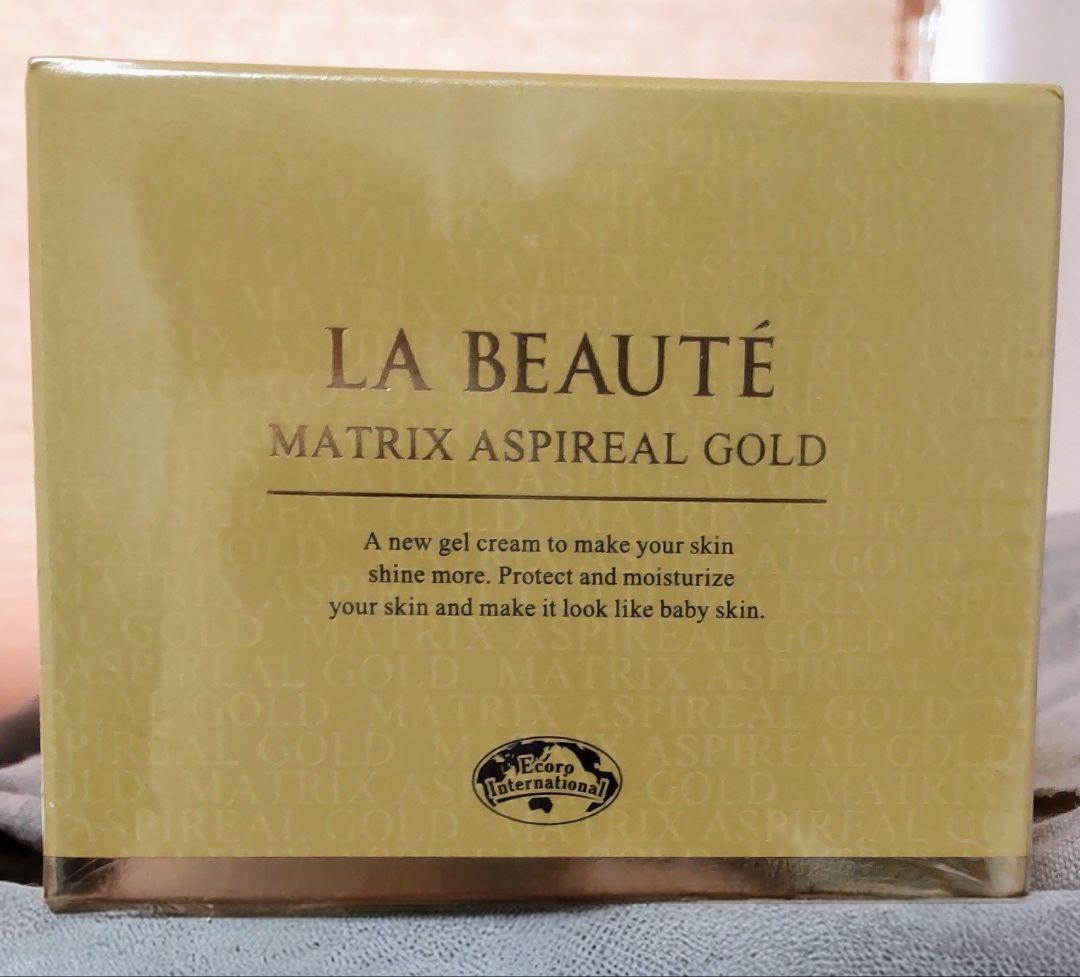 LA BEAUTÉ
MATRIX ASPIREAL GOLD
A new gel cream to make your skin
shine more. Protect and moisturize
your skin and make it look like baby skin.
Ecoro
International